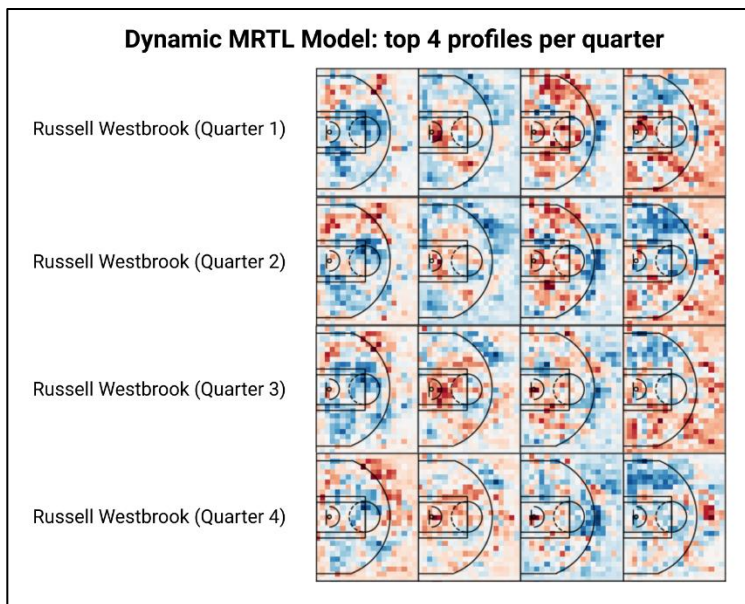 Dynamic MRTL Model: top 4 profiles per quarter
Russell Westbrook (Quarter 1)
Russell Westbrook (Quarter 2)
Russell Westbrook (Quarter 3)
Russell Westbrook (Quarter 4)